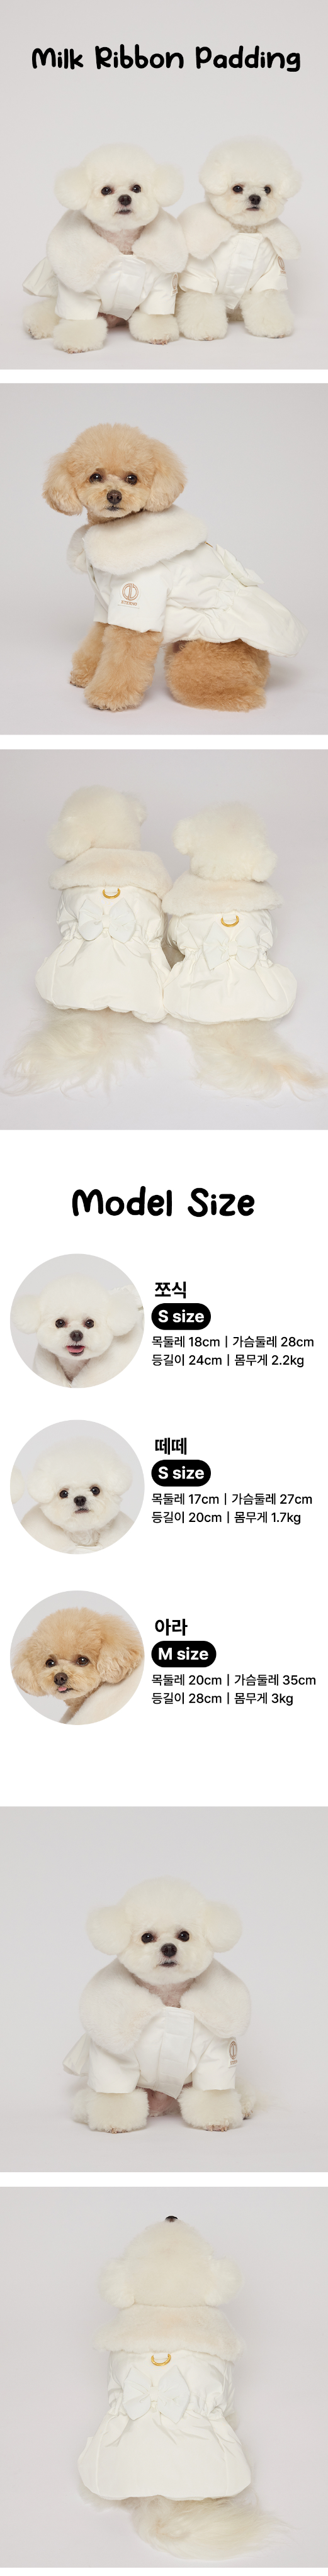 Milk Ribbon Padding
Model Size
쪼식
S size
목둘레 18cm | 가슴둘레 28cm
등길이 24cm | 몸무게 2.2kg
떼떼
S size
목둘레 17cm | 가슴둘레 27cm
등길이 20cm | 몸무게 1.7kg
아라
M size
목둘레 20cm | 가슴둘레 35cm
등길이 28cm | 몸무게 3kg